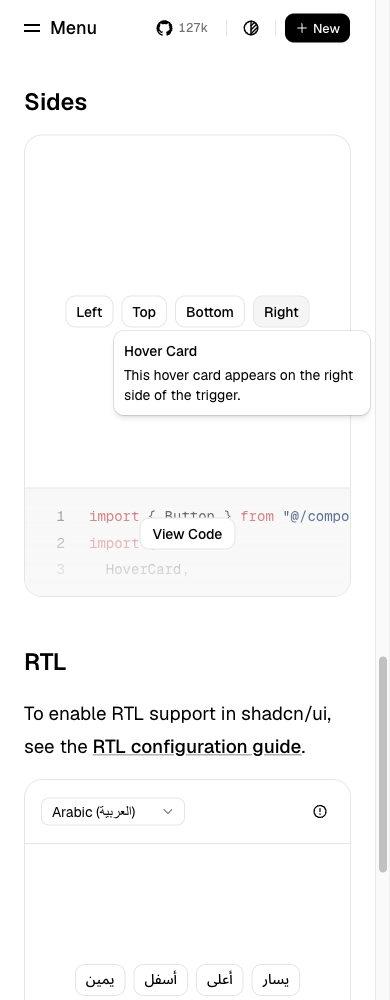 Menu
127k
New
Sides
Left
Top
Bottom
Right
Hover Card
This hover card appears on the right
side of the trigger.
1 import { Button } from "@/compo
2 import
View Code
3 HoverCard,
RTL
To enable RTL support in shadcn/ui,
see the RTL configuration guide.
Arabic (العربية)
يسار
أعلى
أسفل
يمين